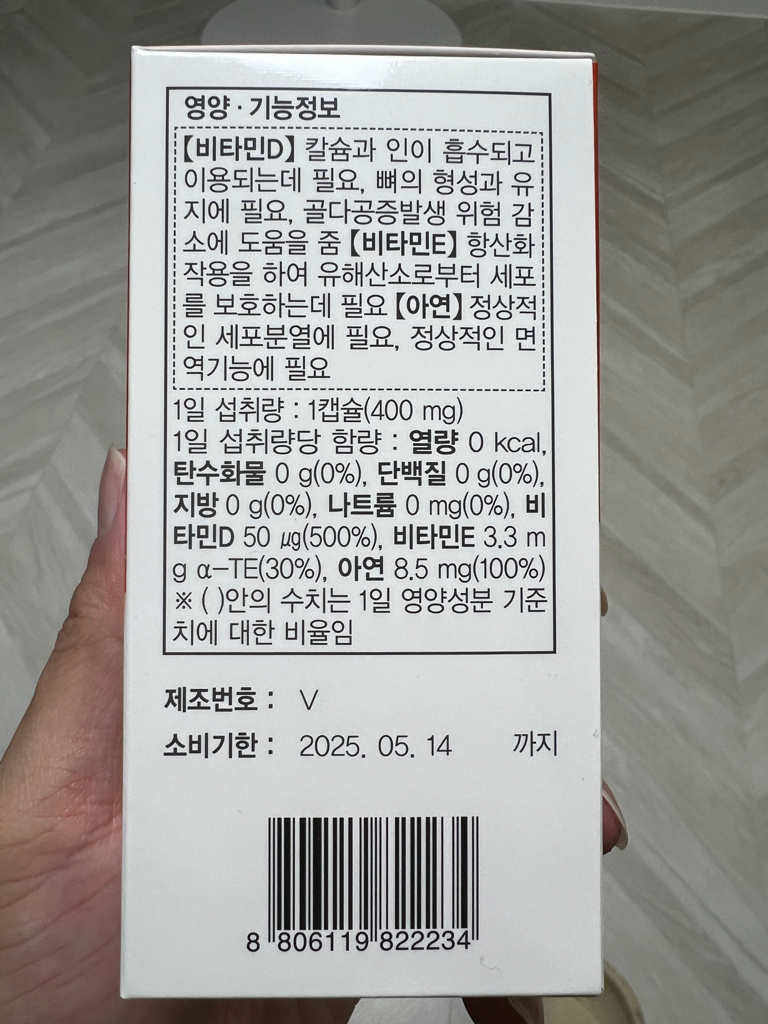 영양 · 기능정보
【비타민D】 칼슘과 인이 흡수되고
이용되는데 필요, 뼈의 형성과 유
지에 필요, 골다공증발생 위험 감
소에 도움을 줌【비타민E】 항산화
작용을 하여 유해산소로부터 세포
를 보호하는데 필요【아연】 정상적
인 세포분열에 필요, 정상적인 면
역기능에 필요
1일 섭취량 : 1캡슐(400 mg)
1일 섭취량당 함량 : 열량 0 kcal,
탄수화물 0 g(0%), 단백질 0 g(0%),
지방 0 g(0%), 나트륨 0 mg(0%), 비
타민D 50 ㎍(500%), 비타민E 3.3 m
g α-TE(30%), 아연 8.5 mg(100%)
※ ( )안의 수치는 1일 영양성분 기준
치에 대한 비율임
제조번호 : V
소비기한 : 2025. 05. 14 까지
8 806119 822234